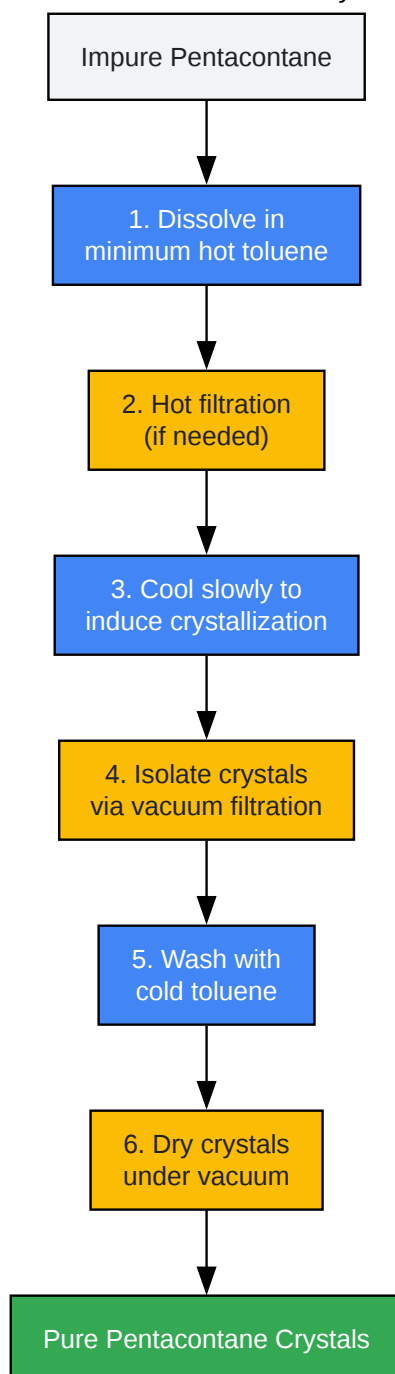 Impure Pentacontane
1. Dissolve in
minimum hot toluene
2. Hot filtration
(if needed)
3. Cool slowly to
induce crystallization
4. Isolate crystals
via vacuum filtration
5. Wash with
cold toluene
6. Dry crystals
under vacuum
Pure Pentacontane Crystals